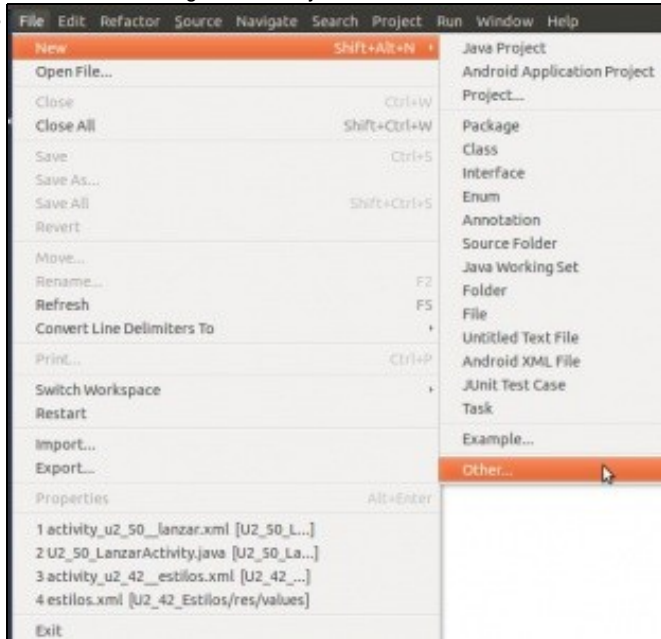 File Edit Refactor Source Navigate Search Project Run Window Help
New Shift+Alt+N
Open File...
Close Ctrl+W
Close All Shift+Ctrl+W
Save Ctrl+S
Save As...
Save All Shift+Ctrl+S
Revert
Move...
Rename... F2
Refresh F5
Convert Line Delimiters To
Print... Ctrl+P
Switch Workspace
Restart
Import...
Export...
Properties Alt+Enter
1 activity_u2_50__lanzar.xml [U2_50_L...]
2 U2_50_LanzarActivity.java [U2_50_La...]
3 activity_u2_42__estilos.xml [U2_42_...]
4 estilos.xml [U2_42_Estilos/res/values]
Exit
Java Project
Android Application Project
Project...
Package
Class
Interface
Enum
Annotation
Source Folder
Java Working Set
Folder
File
Untitled Text File
Android XML File
JUnit Test Case
Task
Example...
Other...